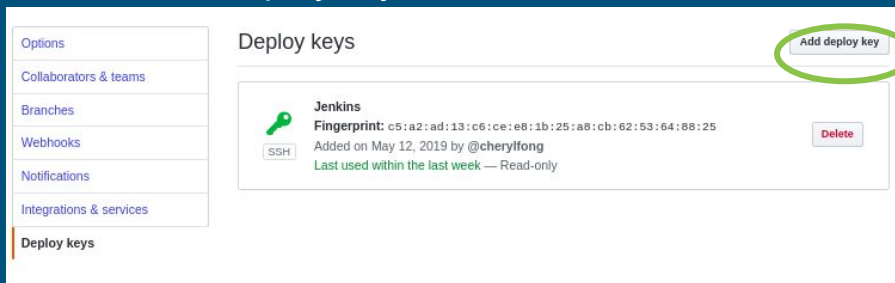 Options
Collaborators & teams
Branches
Webhooks
Notifications
Integrations & services
Deploy keys
Deploy keys
Add deploy key
Jenkins
Fingerprint: c5:a2:ad:13:c6:ce:e8:1b:25:a8:cb:62:53:64:88:25
SSH
Added on May 12, 2019 by @cherylfong
Last used within the last week — Read-only
Delete